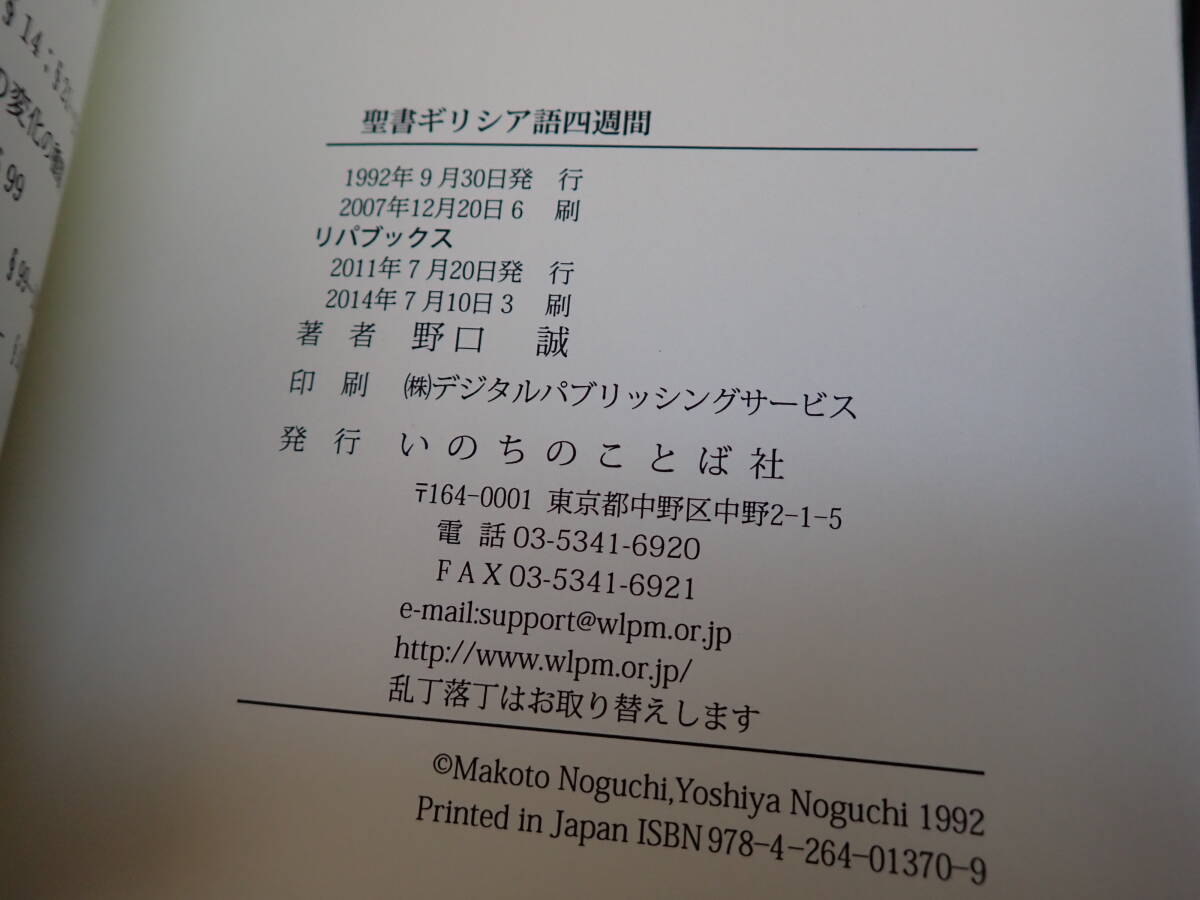 §14; §2
の変化の
§99
§99~
聖書ギリシア語四週間
1992年9月30日発 行
2007年12月20日6 刷
リパブックス
2011年7月20日発 行
2014年7月10日3 刷
著 者 野口 誠
印 刷 ㈱デジタルパブリッシングサービス
発 行 いのちのことば社
〒164-0001 東京都中野区中野2-1-5
電 話 03-5341-6920
FAX 03-5341-6921
e-mail:support@wlpm.or.jp
http://www.wlpm.or.jp/
乱丁落丁はお取り替えします
©Makoto Noguchi,Yoshiya Noguchi 1992
Printed in Japan ISBN 978-4-264-01370-9